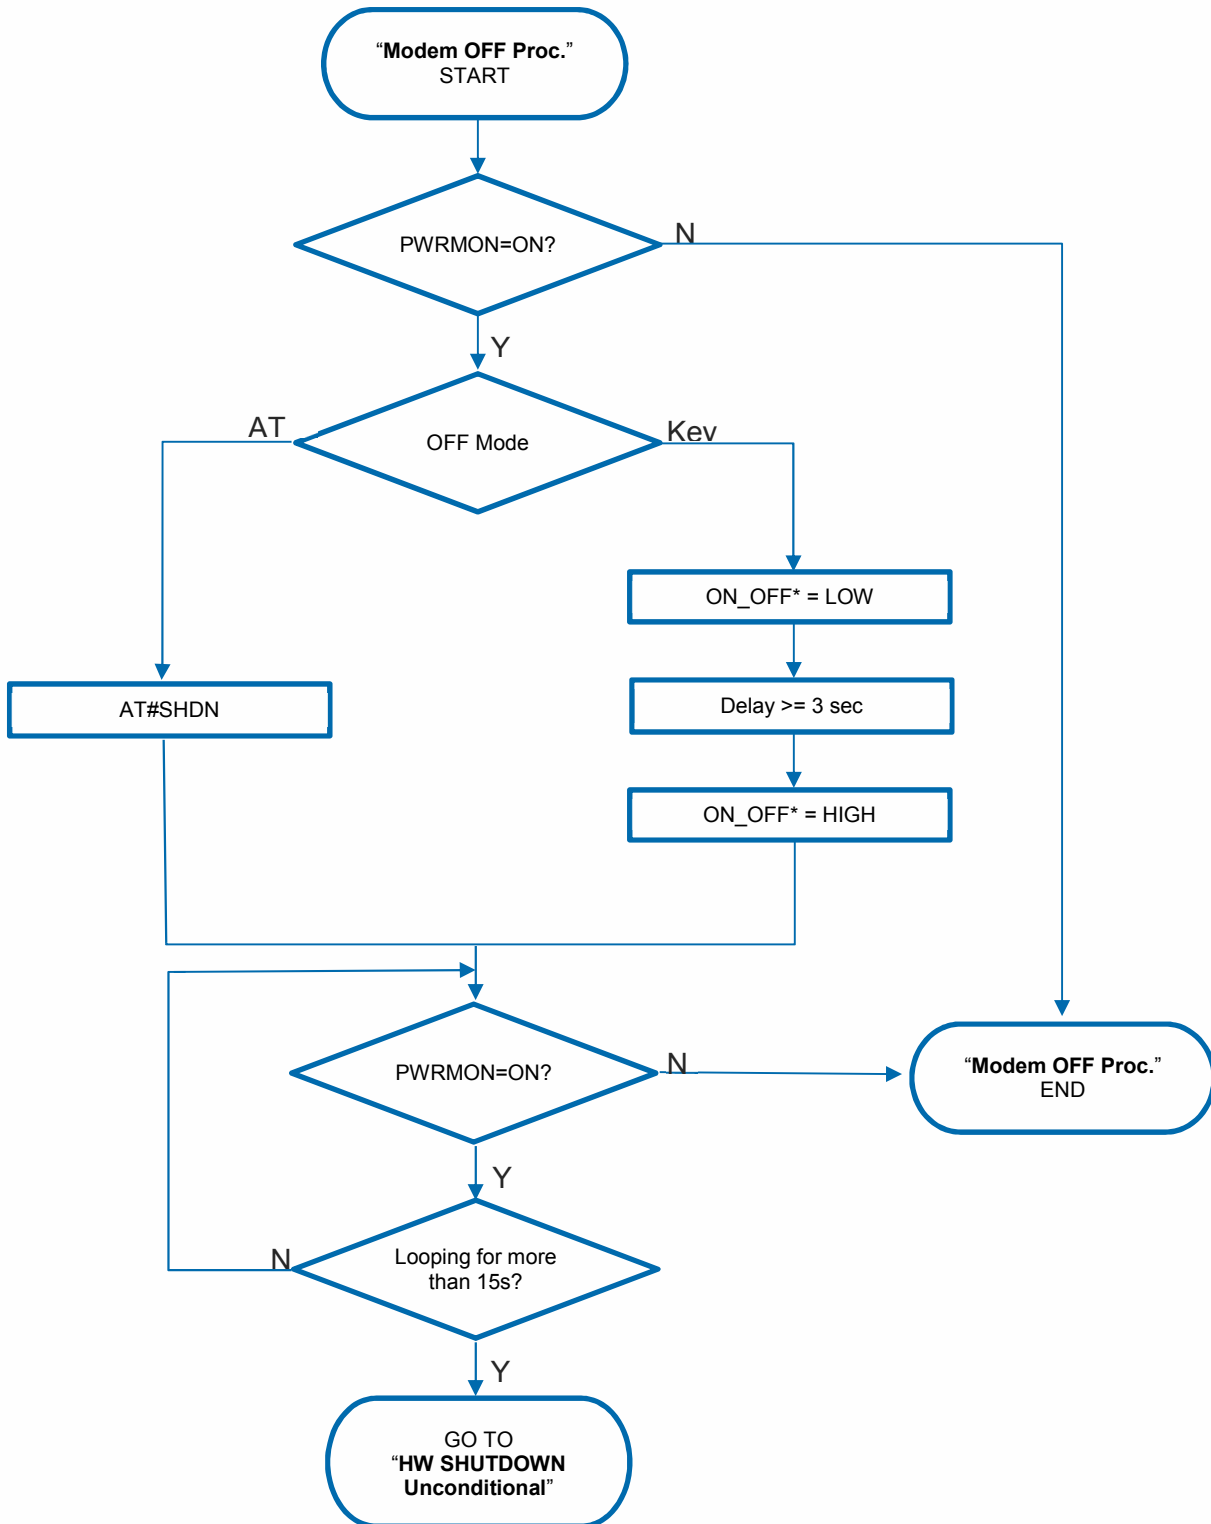 “Modem OFF Proc.”
START
PWRMON=ON?
N
Y
OFF Mode
AT
Kev
ON_OFF* = LOW
AT#SHDN
Delay >= 3 sec
ON_OFF* = HIGH
PWRMON=ON?
N
“Modem OFF Proc.”
END
Y
N
Looping for more
than 15s?
Y
GO TO
“HW SHUTDOWN
Unconditional”